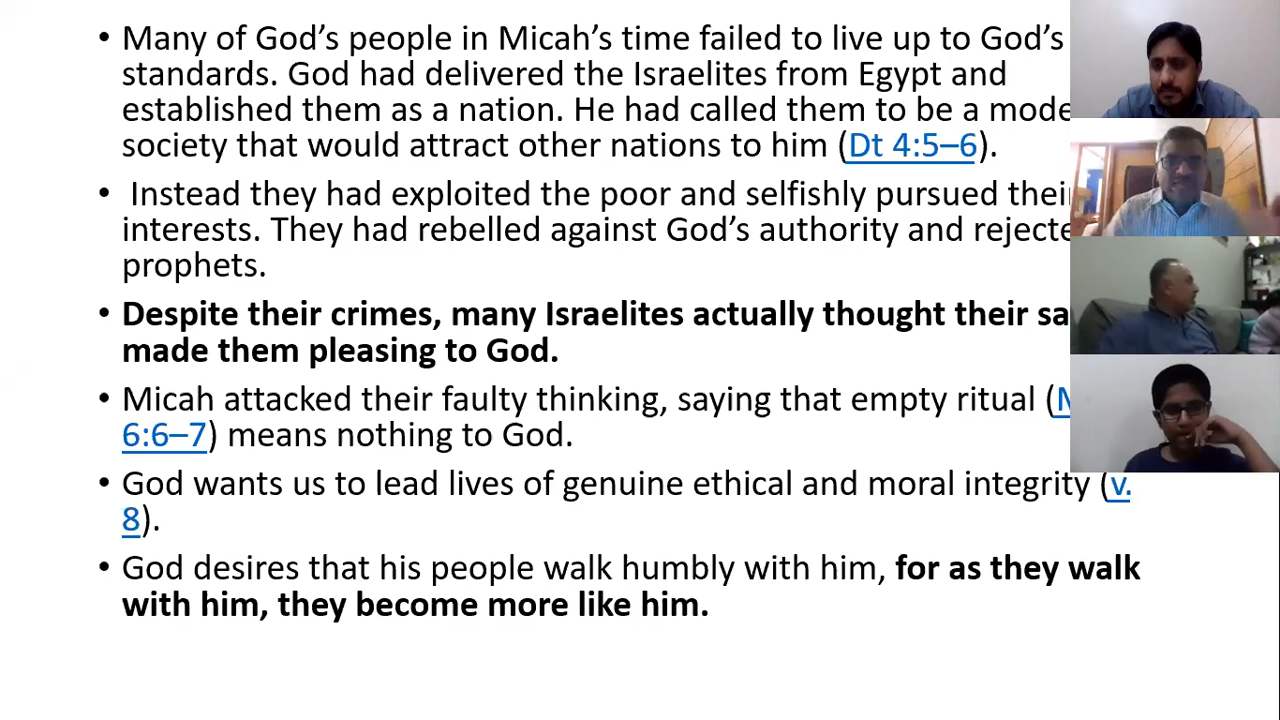 • Many of God’s people in Micah’s time failed to live up to God’s
standards. God had delivered the Israelites from Egypt and
established them as a nation. He had called them to be a
society that would attract other nations to him (Dt 4:5–6).
• Instead they had exploited the poor and selfishly pursued
interests. They had rebelled against God’s authority and
prophets.
• Despite their crimes, many Israelites actually thought their
made them pleasing to God.
• Micah attacked their faulty thinking, saying that empty ritual (
6:6–7) means nothing to God.
• God wants us to lead lives of genuine ethical and moral integrity (v.
8).
• God desires that his people walk humbly with him, for as they walk
with him, they become more like him.